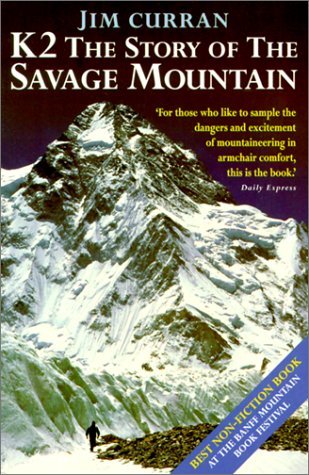 JIM CURRAN
K2 THE STORY OF THE
SAVAGE MOUNTAIN
'For those who like to sample the
dangers and excitement
of mountaineering in
armchair comfort,
this is the book.'
Daily Express
BEST NON-FICTION BOOK
AT THE BANFF MOUNTAIN
BOOK FESTIVAL